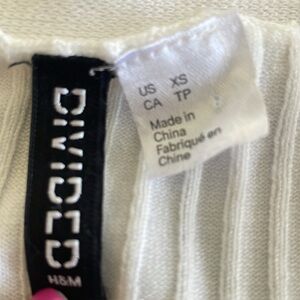 DIVIDED
H&M
US XS
CA TP
Made in
China
Fabriqué en
Chine